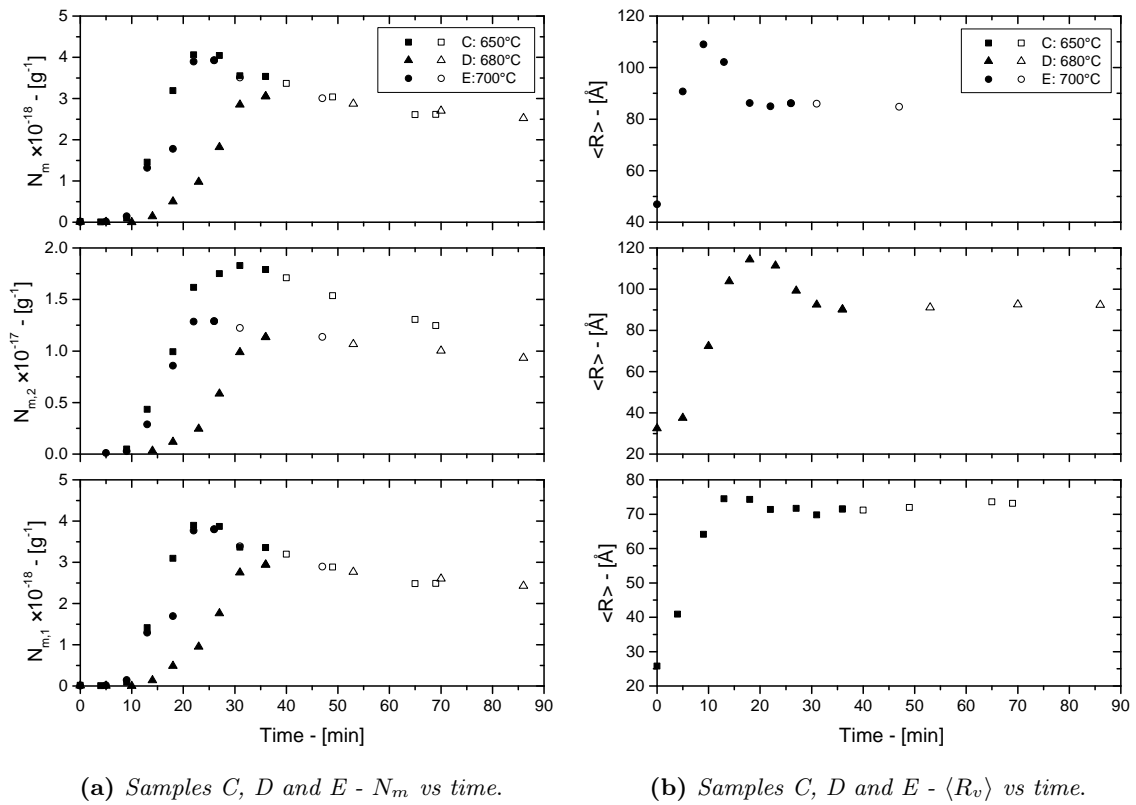 5
4
3
2
1
0
N_m ×10^-18 - [g^-1]
C: 650°C
D: 680°C
E:700°C
2.0
1.5
1.0
0.5
0.0
N_m,2 ×10^-17 - [g^-1]
5
4
3
2
1
0
N_m,1 ×10^-18 - [g^-1]
0 10 20 30 40 50 60 70 80 90
Time - [min]
(a) Samples C, D and E - N_m vs time.
120
100
80
60
40
<R> - [Å]
C: 650°C
D: 680°C
E:700°C
120
100
80
60
40
20
<R> - [Å]
80
70
60
50
40
30
20
<R> - [Å]
0 10 20 30 40 50 60 70 80 90
Time - [min]
(b) Samples C, D and E - ⟨R_v⟩ vs time.